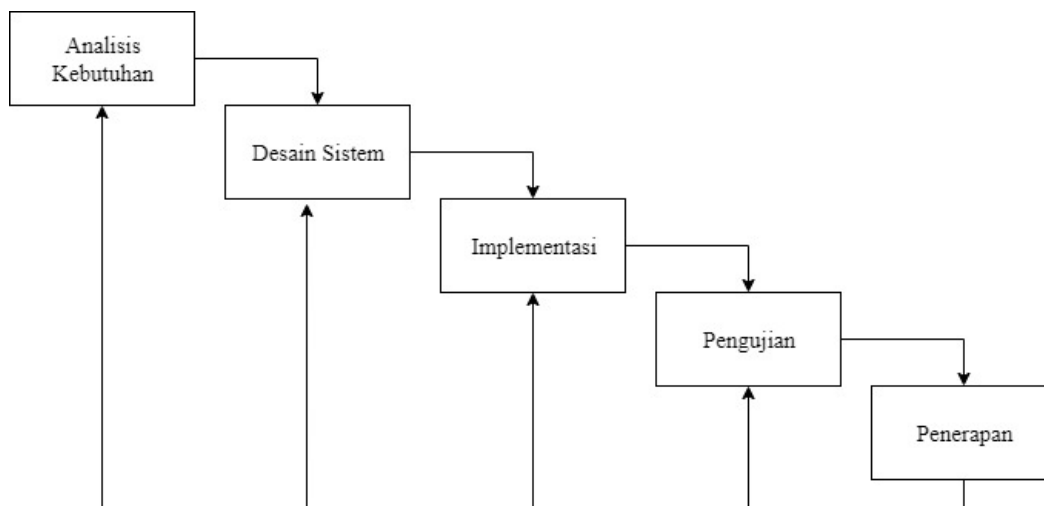 Analisis
Kebutuhan
Desain Sistem
Implementasi
Pengujian
Penerapan